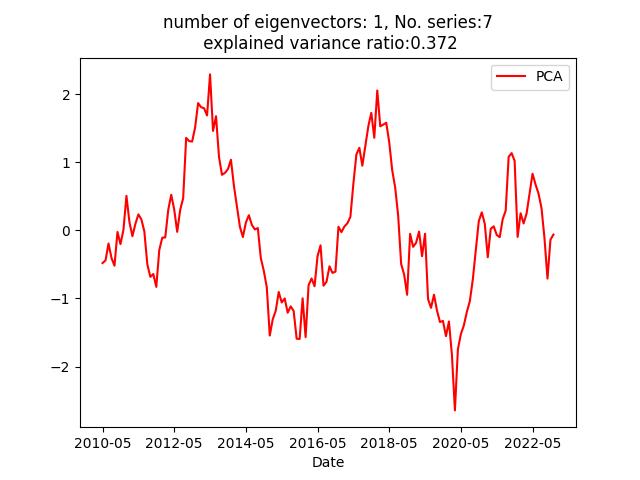 number of eigenvectors: 1, No. series:7
explained variance ratio:0.372
PCA
2
1
0
−1
−2
2010-05 2012-05 2014-05 2016-05 2018-05 2020-05 2022-05
Date